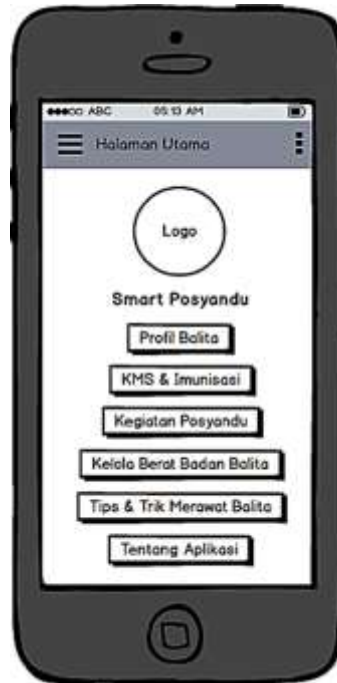 ABC 05:13 AM
Halaman Utama
Logo
Smart Posyandu
Profil Balita
KMS & Imunisasi
Kegiatan Posyandu
Kelola Berat Badan Balita
Tips & Trik Merawat Balita
Tentang Aplikasi